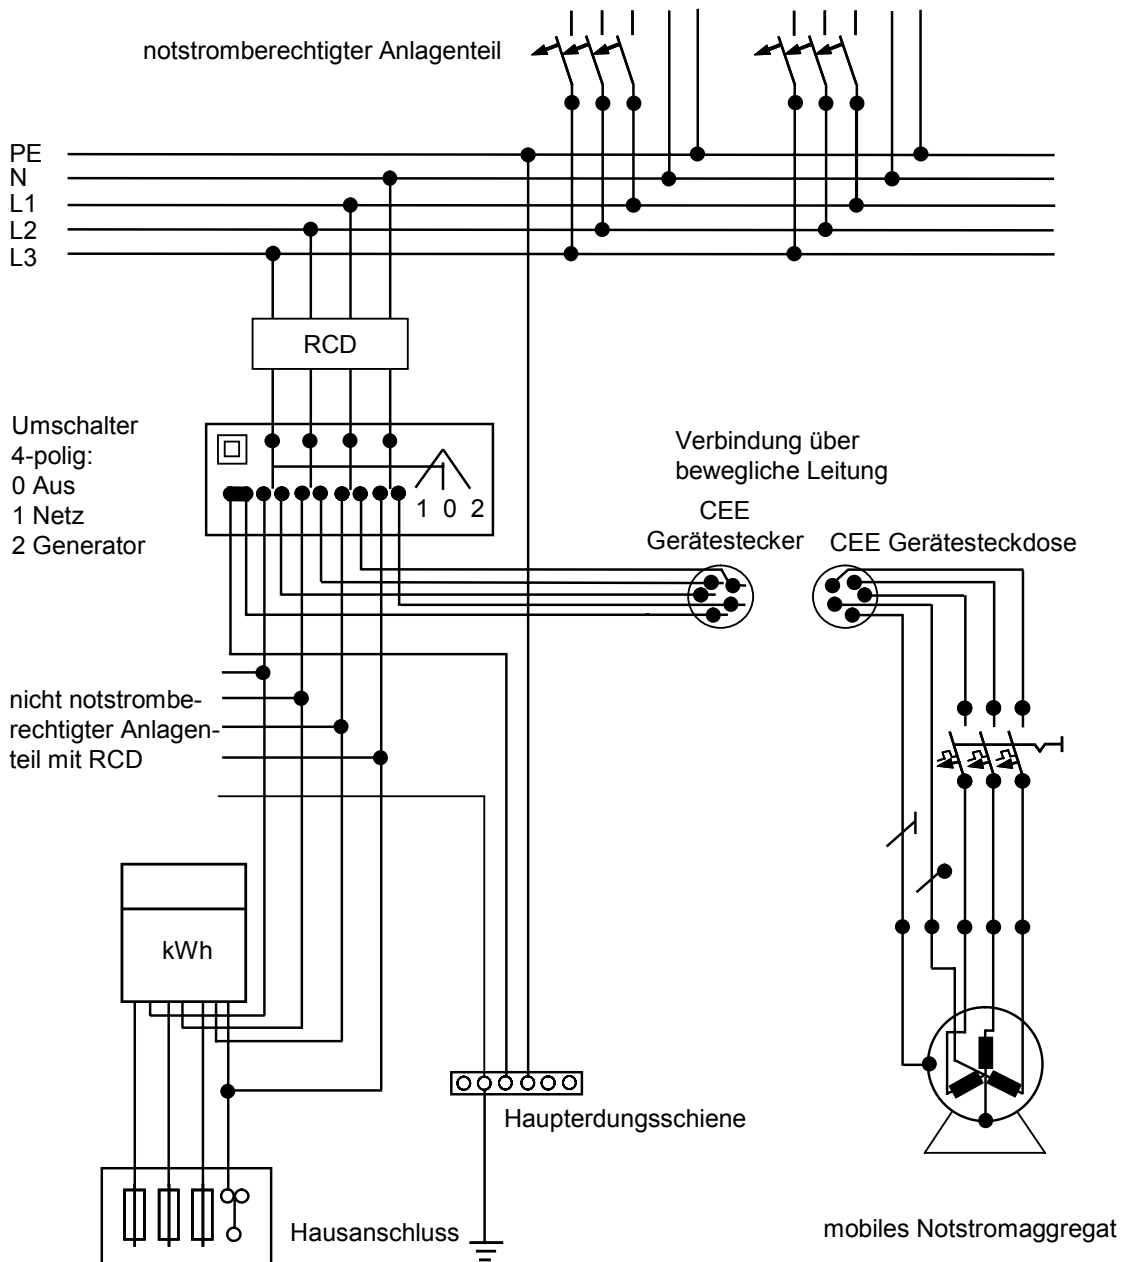 notstromberechtigter Anlagenteil
PE
N
L1
L2
L3
RCD
Umschalter
4-polig:
0 Aus
1 Netz
2 Generator
1 0 2
Verbindung über
bewegliche Leitung
CEE
Gerätestecker
CEE Gerätesteckdose
nicht notstrombe-
rechtigter Anlagen-
teil mit RCD
kWh
Haupterdungsschiene
Hausanschluss
mobiles Notstromaggregat